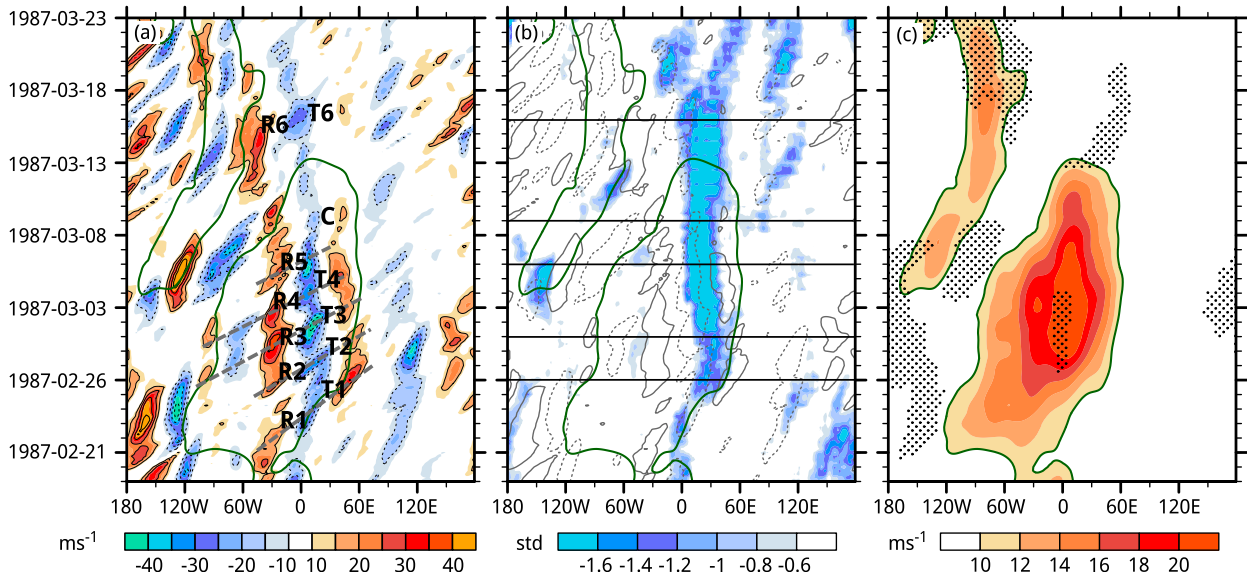 1987-03-23
1987-03-18
1987-03-13
1987-03-08
1987-03-03
1987-02-26
1987-02-21
(a)
R6 T6
C
R5
T4
R4
T3
R3
T2
R2
T1
R1
180 120W 60W 0 60E 120E
ms-1
-40 -30 -20 -10 10 20 30 40
(b)
180 120W 60W 0 60E 120E
std
-1.6 -1.4 -1.2 -1 -0.8 -0.6
(c)
180 120W 60W 0 60E 120E
ms-1
10 12 14 16 18 20